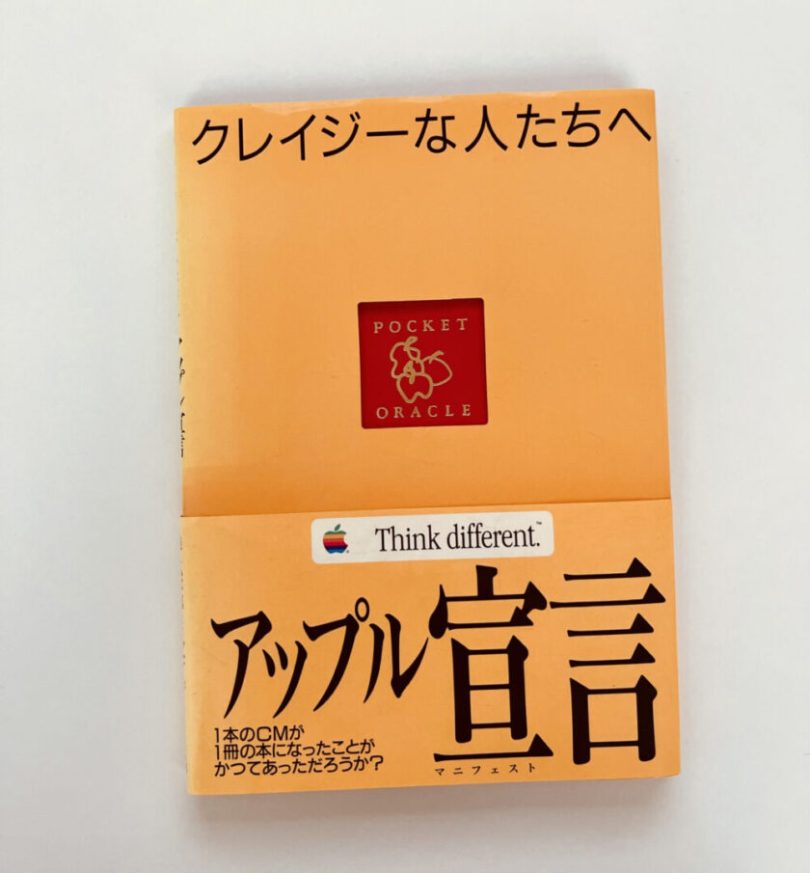 クレイジーな人たちへ
POCKET
ORACLE
Think different.™
アップル宣言
マニフェスト
1本のCMが
1冊の本になったことが
かつてあっただろうか?